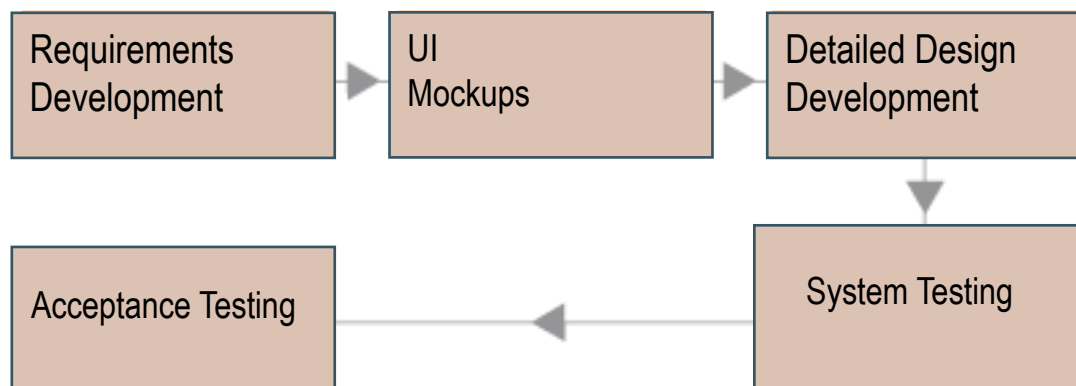 Requirements
Development
UI
Mockups
Detailed Design
Development
System Testing
Acceptance Testing